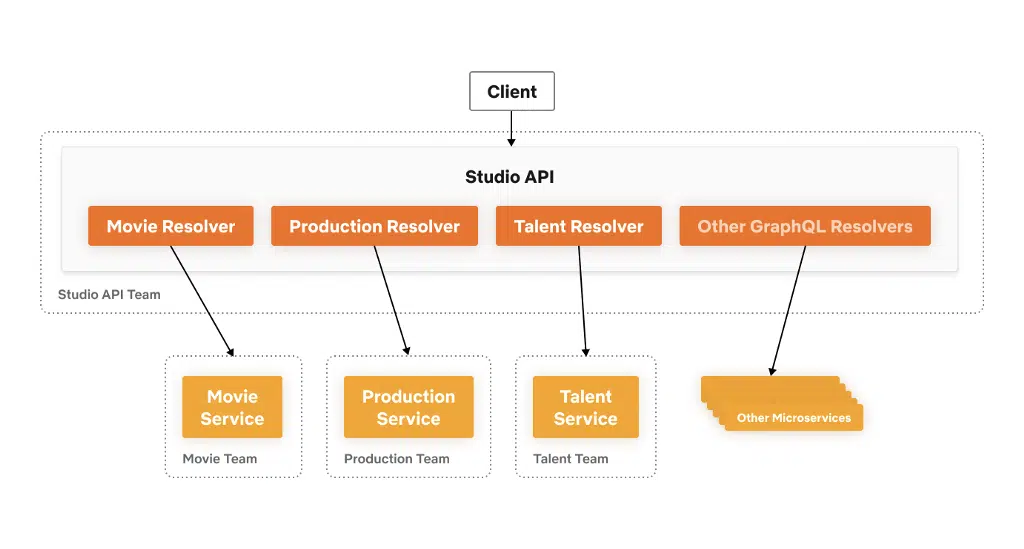 Client
Studio API
Movie Resolver
Production Resolver
Talent Resolver
Other GraphQL Resolvers
Studio API Team
Movie
Service
Movie Team
Production
Service
Production Team
Talent
Service
Talent Team
Other Microservices